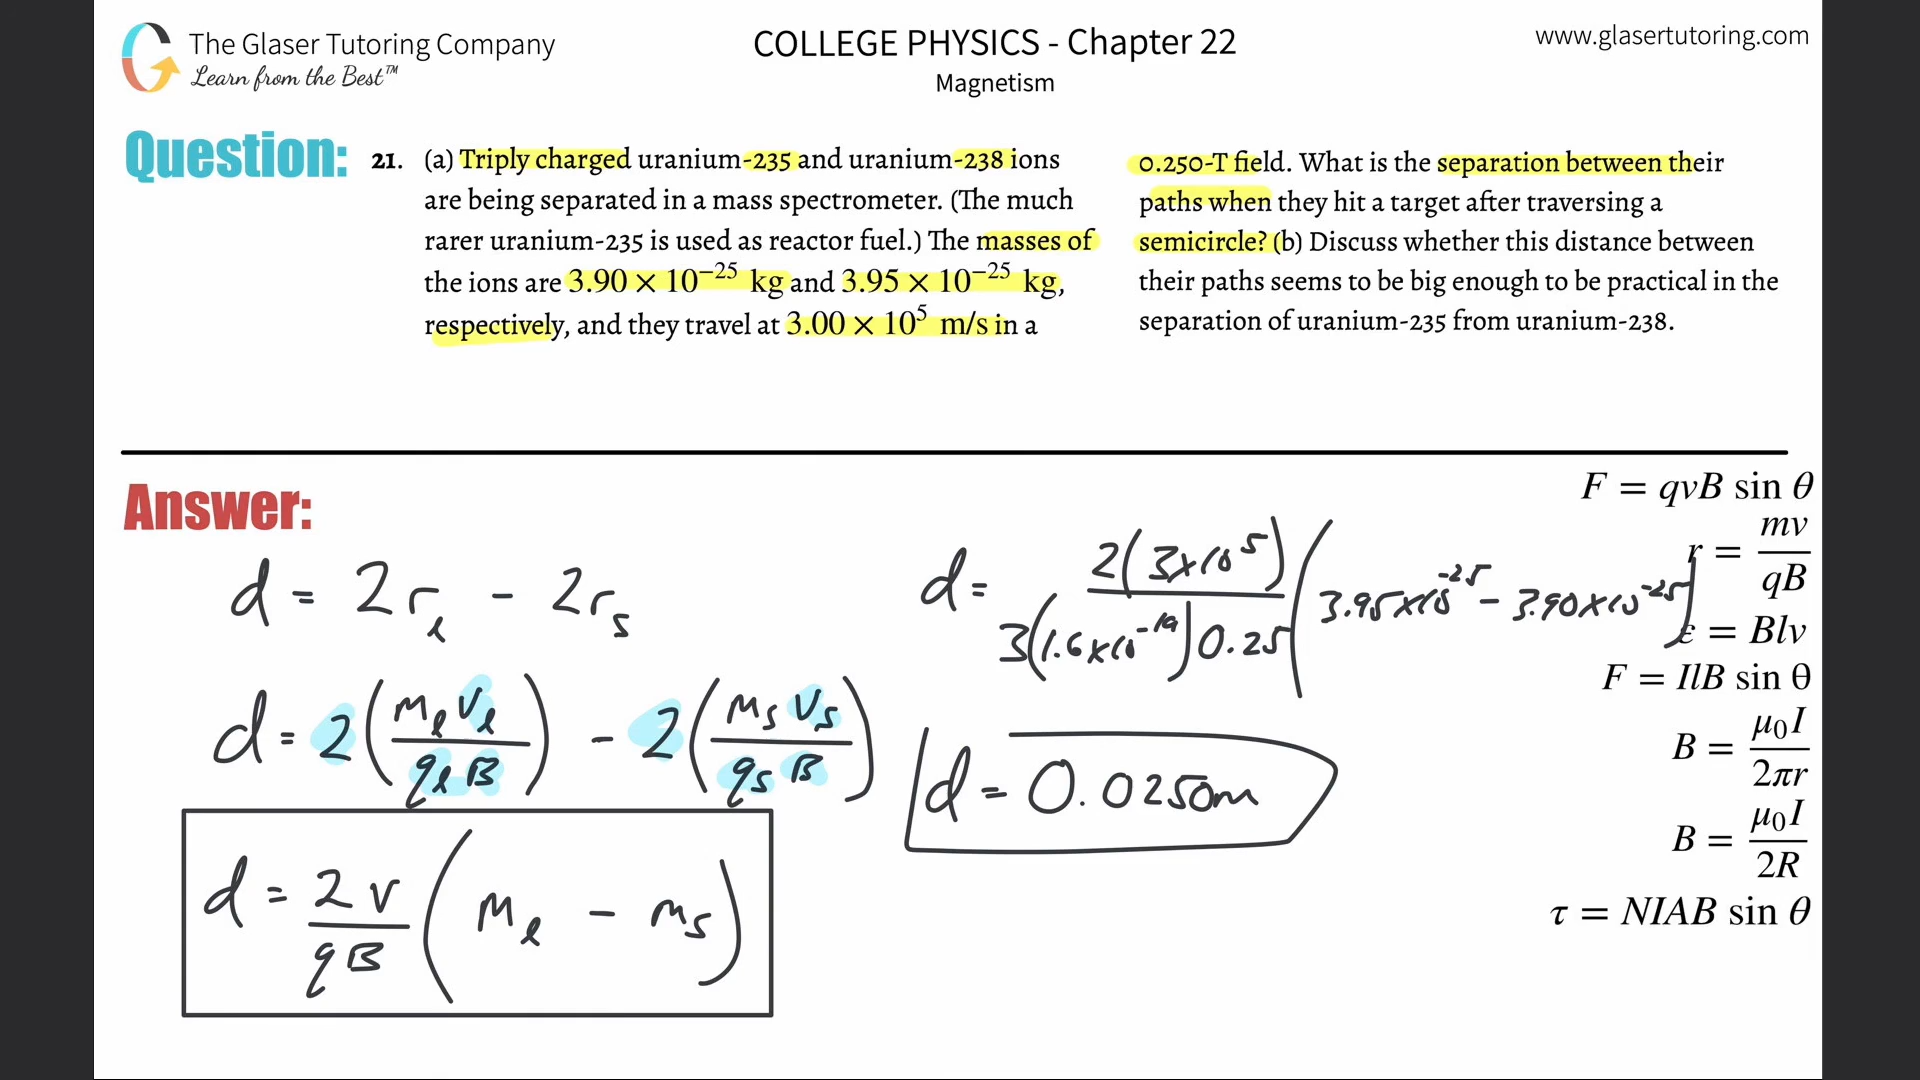 The Glaser Tutoring Company
Learn from the Best™
COLLEGE PHYSICS - Chapter 22
Magnetism
www.glasertutoring.com
Question:
21. (a) Triply charged uranium-235 and uranium-238 ions
are being separated in a mass spectrometer. (The much
rarer uranium-235 is used as reactor fuel.) The masses of
the ions are 3.90 × 10⁻²⁵ kg and 3.95 × 10⁻²⁵ kg,
respectively, and they travel at 3.00 × 10⁵ m/s in a
0.250-T field. What is the separation between their
paths when they hit a target after traversing a
semicircle? (b) Discuss whether this distance between
their paths seems to be big enough to be practical in the
separation of uranium-235 from uranium-238.
Answer:
d = 2r_l - 2r_s
d = 2(m_l v_l / q_l B) - 2(m_s v_s / q_s B)
d = 2v / qB (m_l - m_s)
d = 2(3×10⁵) / 3(1.6×10⁻¹⁹)0.25 (3.95×10⁻²⁵ - 3.90×10⁻²⁵)
d = 0.0250m
F = qvB sin θ
r = mv / qB
ε = Blv
F = IlB sin θ
B = μ₀I / 2πr
B = μ₀I / 2R
τ = NIAB sin θ